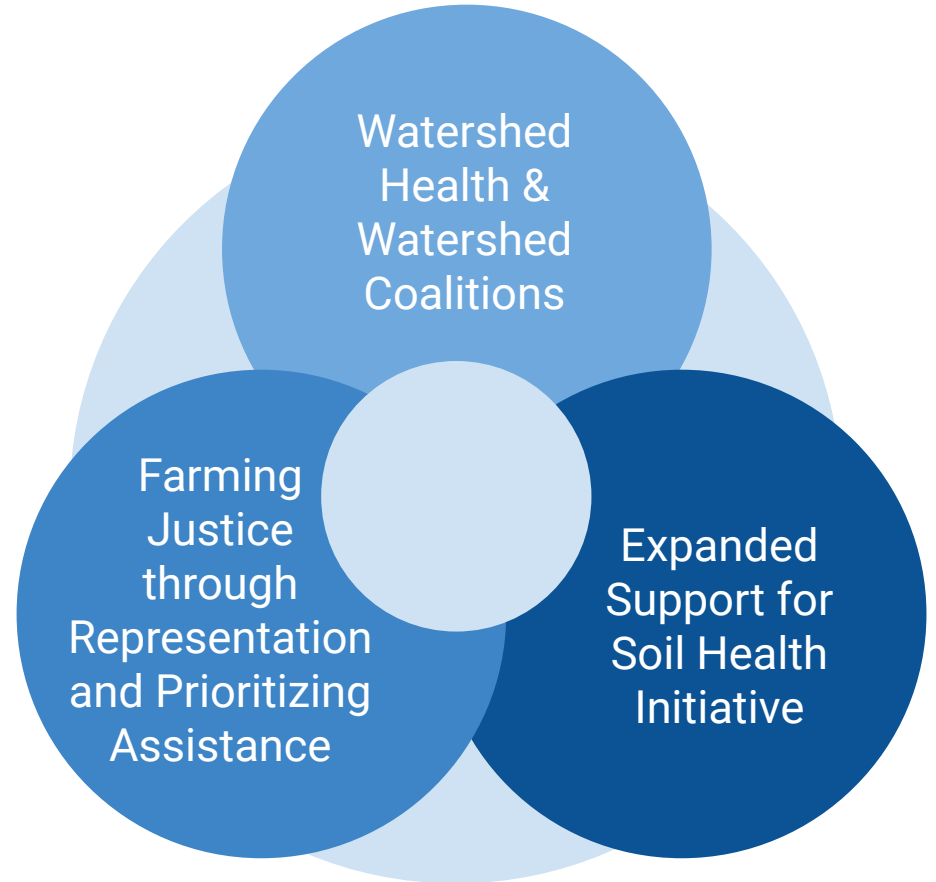 Watershed
Health &
Watershed
Coalitions
Farming
Justice
through
Representation
and Prioritizing
Assistance
Expanded
Support for
Soil Health
Initiative